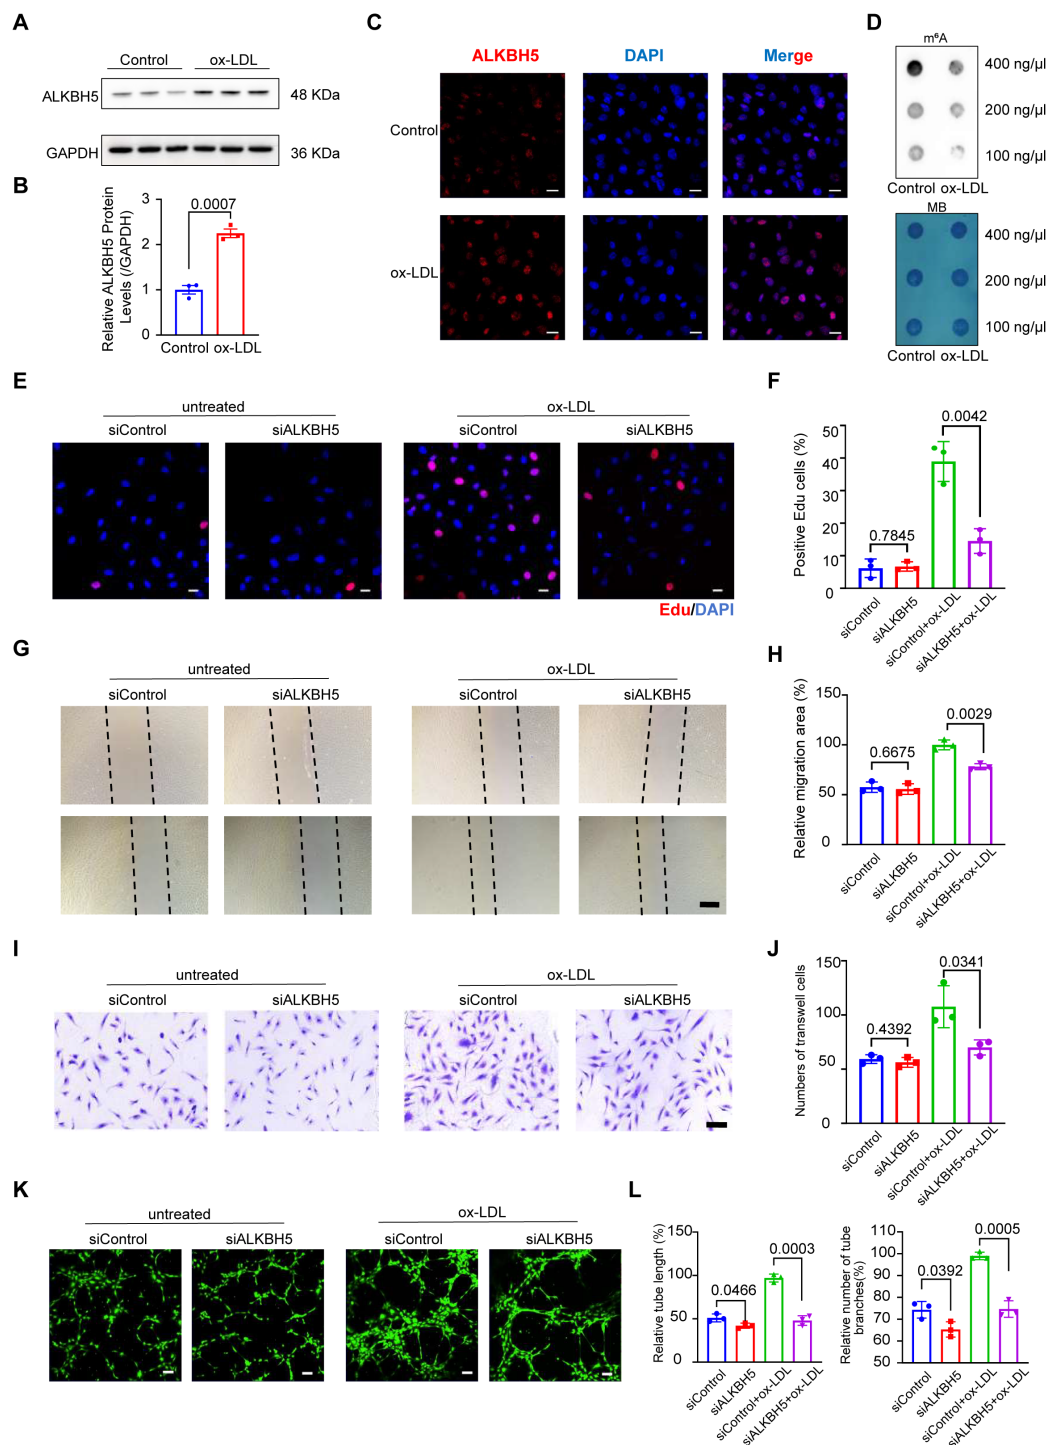 A
Control ox-LDL
ALKBH5 48 KDa
GAPDH 36 KDa
B
Relative ALKBH5 Protein
Levels (/GAPDH)
3
2
1
0
0.0007
Control ox-LDL
C
ALKBH5 DAPI Merge
Control
ox-LDL
D
m⁶A
400 ng/µl
200 ng/µl
100 ng/µl
Control ox-LDL
MB
400 ng/µl
200 ng/µl
100 ng/µl
Control ox-LDL
E
untreated ox-LDL
siControl siALKBH5 siControl siALKBH5
Edu/DAPI
F
Positive Edu cells (%)
50
40
30
20
10
0
0.7845
0.0042
siControl
siALKBH5
siControl+ox-LDL
siALKBH5+ox-LDL
G
untreated ox-LDL
siControl siALKBH5 siControl siALKBH5
H
Relative migration area (%)
150
100
50
0
0.6675
0.0029
siControl
siALKBH5
siControl+ox-LDL
siALKBH5+ox-LDL
I
untreated ox-LDL
siControl siALKBH5 siControl siALKBH5
J
Numbers of transwell cells
150
100
50
0
0.4392
0.0341
siControl
siALKBH5
siControl+ox-LDL
siALKBH5+ox-LDL
K
untreated ox-LDL
siControl siALKBH5 siControl siALKBH5
L
Relative tube length (%)
150
100
50
0
0.0466
0.0003
siControl
siALKBH5
siControl+ox-LDL
siALKBH5+ox-LDL
Relative number of tube
branches(%)
110
100
90
80
70
60
50
0.0392
0.0005
siControl
siALKBH5
siControl+ox-LDL
siALKBH5+ox-LDL